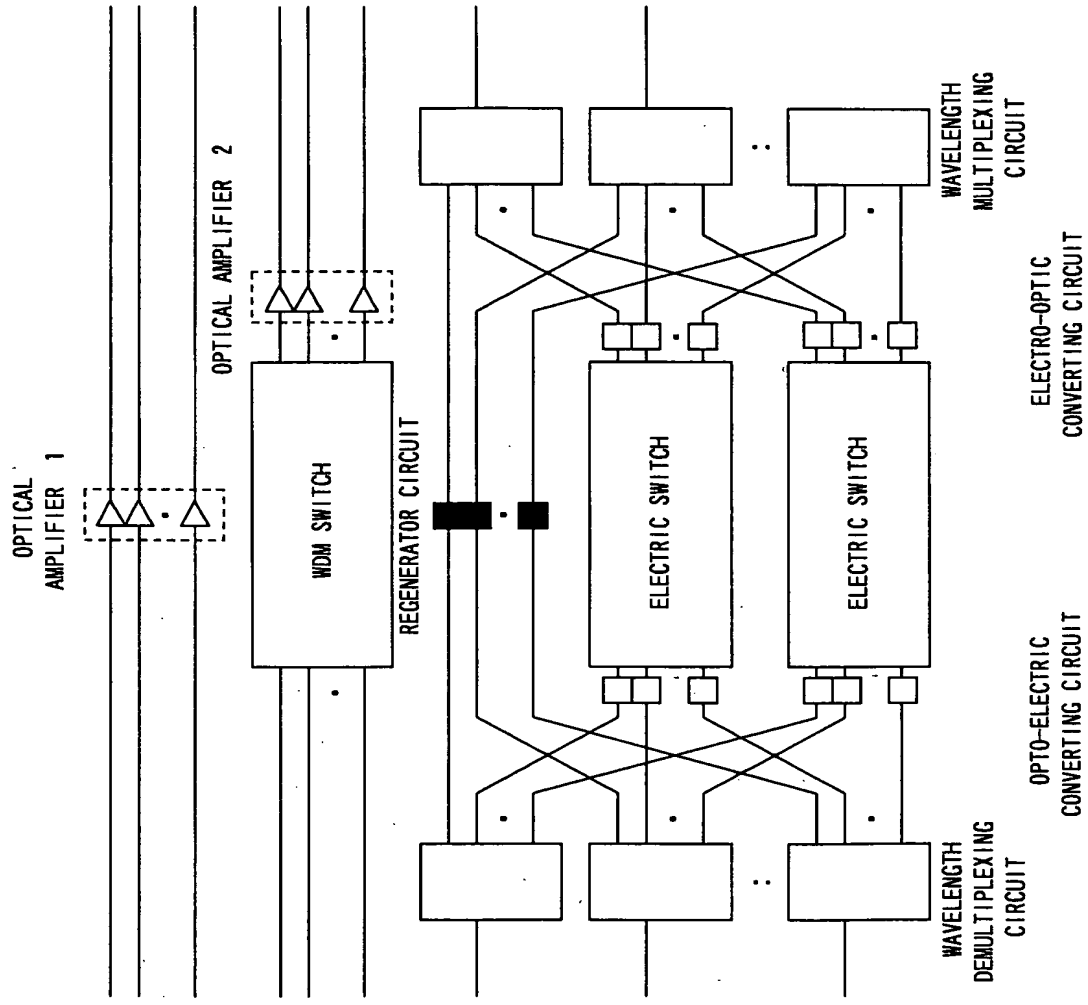 OPTICAL
AMPLIFIER 1
OPTICAL AMPLIFIER 2
WDM SWITCH
REGENERATOR CIRCUIT
ELECTRIC SWITCH
ELECTRIC SWITCH
WAVELENGTH
DEMULTIPLEXING
CIRCUIT
OPTO-ELECTRIC
CONVERTING CIRCUIT
ELECTRO-OPTIC
CONVERTING CIRCUIT
WAVELENGTH
MULTIPLEXING
CIRCUIT